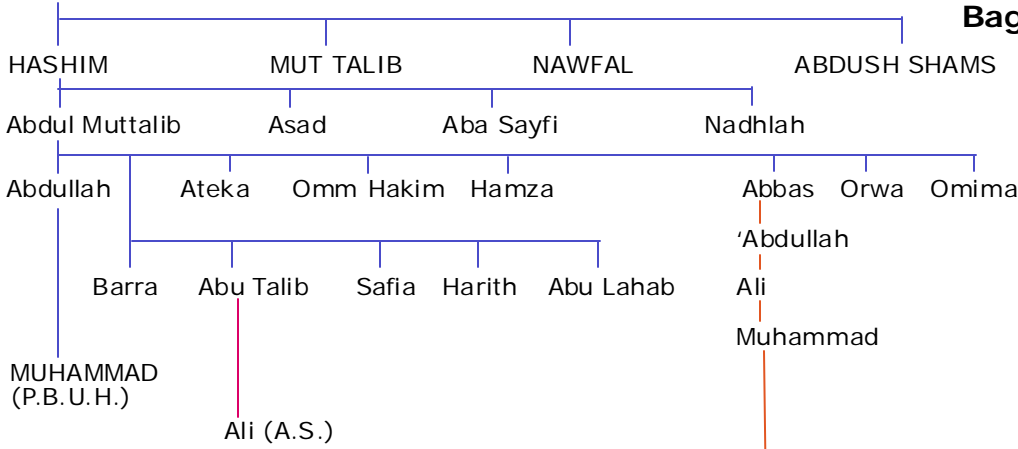 Bag
HASHIM MUT TALIB NAWFAL ABDUSH SHAMS
Abdul Muttalib Asad Aba Sayfi Nadhlah
Abdullah Ateka Omm Hakim Hamza Abbas Orwa Omima
‘Abdullah
Barra Abu Talib Safia Harith Abu Lahab Ali
Muhammad
MUHAMMAD
(P.B.U.H.)
Ali (A.S.)